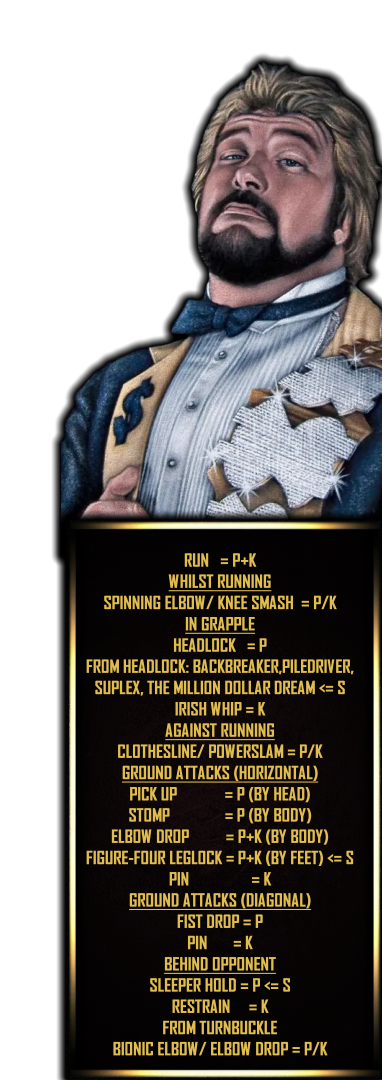 RUN = P+K
WHILST RUNNING
SPINNING ELBOW/ KNEE SMASH = P/K
IN GRAPPLE
HEADLOCK = P
FROM HEADLOCK: BACKBREAKER,PILEDRIVER,
SUPLEX, THE MILLION DOLLAR DREAM <= S
IRISH WHIP = K
AGAINST RUNNING
CLOTHESLINE/ POWERSLAM = P/K
GROUND ATTACKS (HORIZONTAL)
PICK UP = P (BY HEAD)
STOMP = P (BY BODY)
ELBOW DROP = P+K (BY BODY)
FIGURE-FOUR LEGLOCK = P+K (BY FEET) <= S
PIN = K
GROUND ATTACKS (DIAGONAL)
FIST DROP = P
PIN = K
BEHIND OPPONENT
SLEEPER HOLD = P <= S
RESTRAIN = K
FROM TURNBUCKLE
BIONIC ELBOW/ ELBOW DROP = P/K